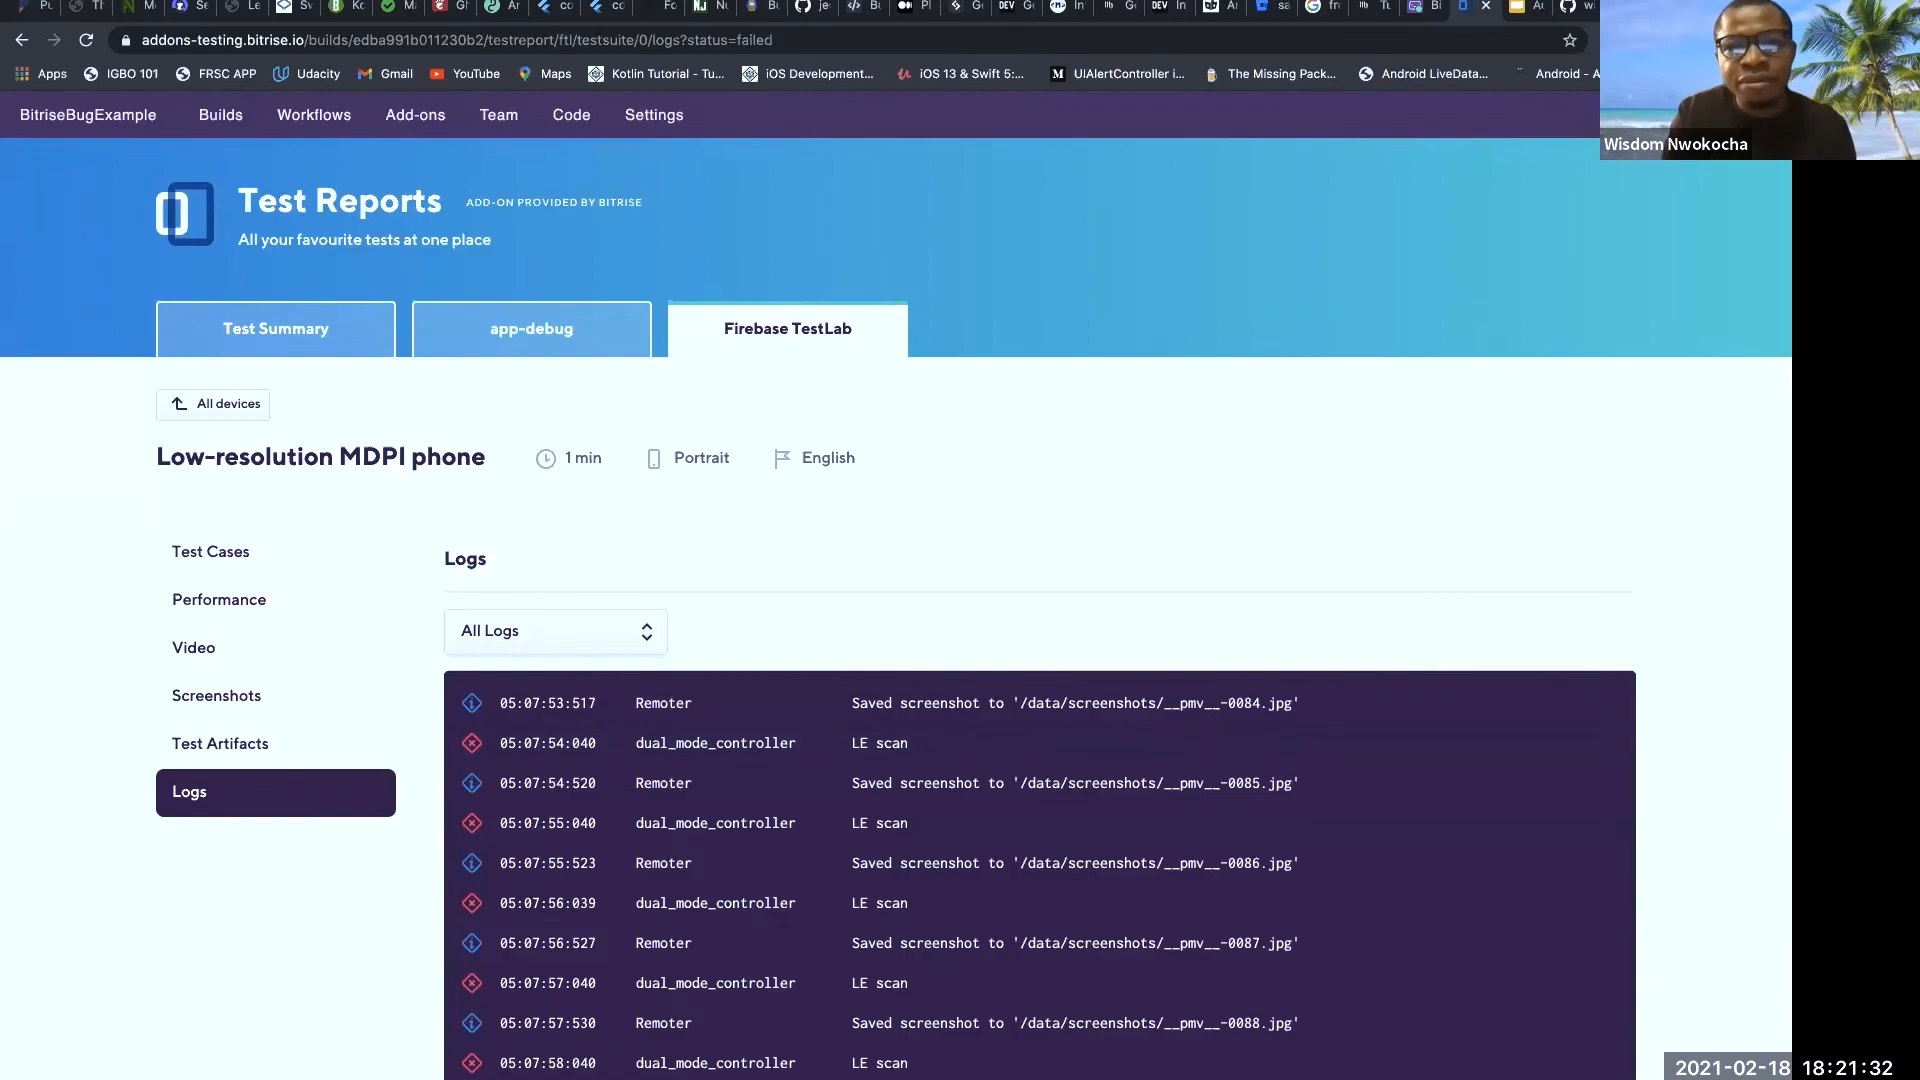 addons-testing.bitrise.io/builds/edba991b011230b2/testreport/ftl/testsuite/0/logs?status=failed
Apps IGBO 101 FRSC APP Udacity Gmail YouTube Maps Kotlin Tutorial - Tu... iOS Development... iOS 13 & Swift 5:... UIAlertController i... The Missing Pack... Android LiveData... Android - A
BitriseBugExample Builds Workflows Add-ons Team Code Settings
Wisdom Nwokocha
Test Reports ADD-ON PROVIDED BY BITRISE
All your favourite tests at one place
Test Summary app-debug Firebase TestLab
All devices
Low-resolution MDPI phone 1 min Portrait English
Test Cases
Performance
Video
Screenshots
Test Artifacts
Logs
Logs
All Logs
05:07:53:517 Remoter Saved screenshot to '/data/screenshots/__pmv__-0084.jpg'
05:07:54:040 dual_mode_controller LE scan
05:07:54:520 Remoter Saved screenshot to '/data/screenshots/__pmv__-0085.jpg'
05:07:55:040 dual_mode_controller LE scan
05:07:55:523 Remoter Saved screenshot to '/data/screenshots/__pmv__-0086.jpg'
05:07:56:039 dual_mode_controller LE scan
05:07:56:527 Remoter Saved screenshot to '/data/screenshots/__pmv__-0087.jpg'
05:07:57:040 dual_mode_controller LE scan
05:07:57:530 Remoter Saved screenshot to '/data/screenshots/__pmv__-0088.jpg'
05:07:58:040 dual_mode_controller LE scan
2021-02-18 18:21:32